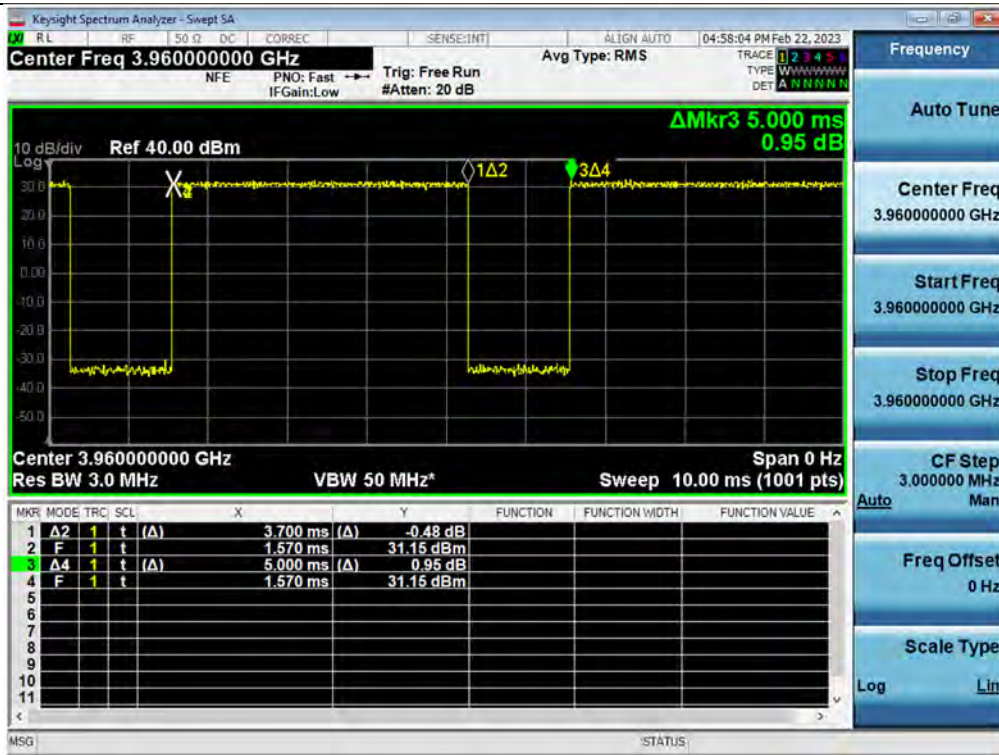 Keysight Spectrum Analyzer - Swept SA
LXI RL RF 50 Ω DC CORREC SENSE:INT ALIGN AUTO 04:58:04 PM Feb 22, 2023
Center Freq 3.960000000 GHz Avg Type: RMS TRACE 1 2 3 4 5 6
NFE PNO: Fast Trig: Free Run TYPE WWWWWW
IFGain:Low #Atten: 20 dB DET A N N N N N
ΔMkr3 5.000 ms
0.95 dB
10 dB/div Ref 40.00 dBm
Log
1Δ2 3Δ4
30.0
20.0
10.0
0.00
-10.0
-20.0
-30.0
-40.0
-50.0
Center 3.960000000 GHz Span 0 Hz
Res BW 3.0 MHz VBW 50 MHz* Sweep 10.00 ms (1001 pts)
MKR MODE TRC SCL X Y FUNCTION FUNCTION WIDTH FUNCTION VALUE
1 Δ2 1 t (Δ) 3.700 ms (Δ) -0.48 dB
2 F 1 t 1.570 ms 31.15 dBm
3 Δ4 1 t (Δ) 5.000 ms (Δ) 0.95 dB
4 F 1 t 1.570 ms 31.15 dBm
5
6
7
8
9
10
11
MSG STATUS
Frequency
Auto Tune
Center Freq
3.960000000 GHz
Start Freq
3.960000000 GHz
Stop Freq
3.960000000 GHz
CF Step
3.000000 MHz
Auto Man
Freq Offset
0 Hz
Scale Type
Log Lin